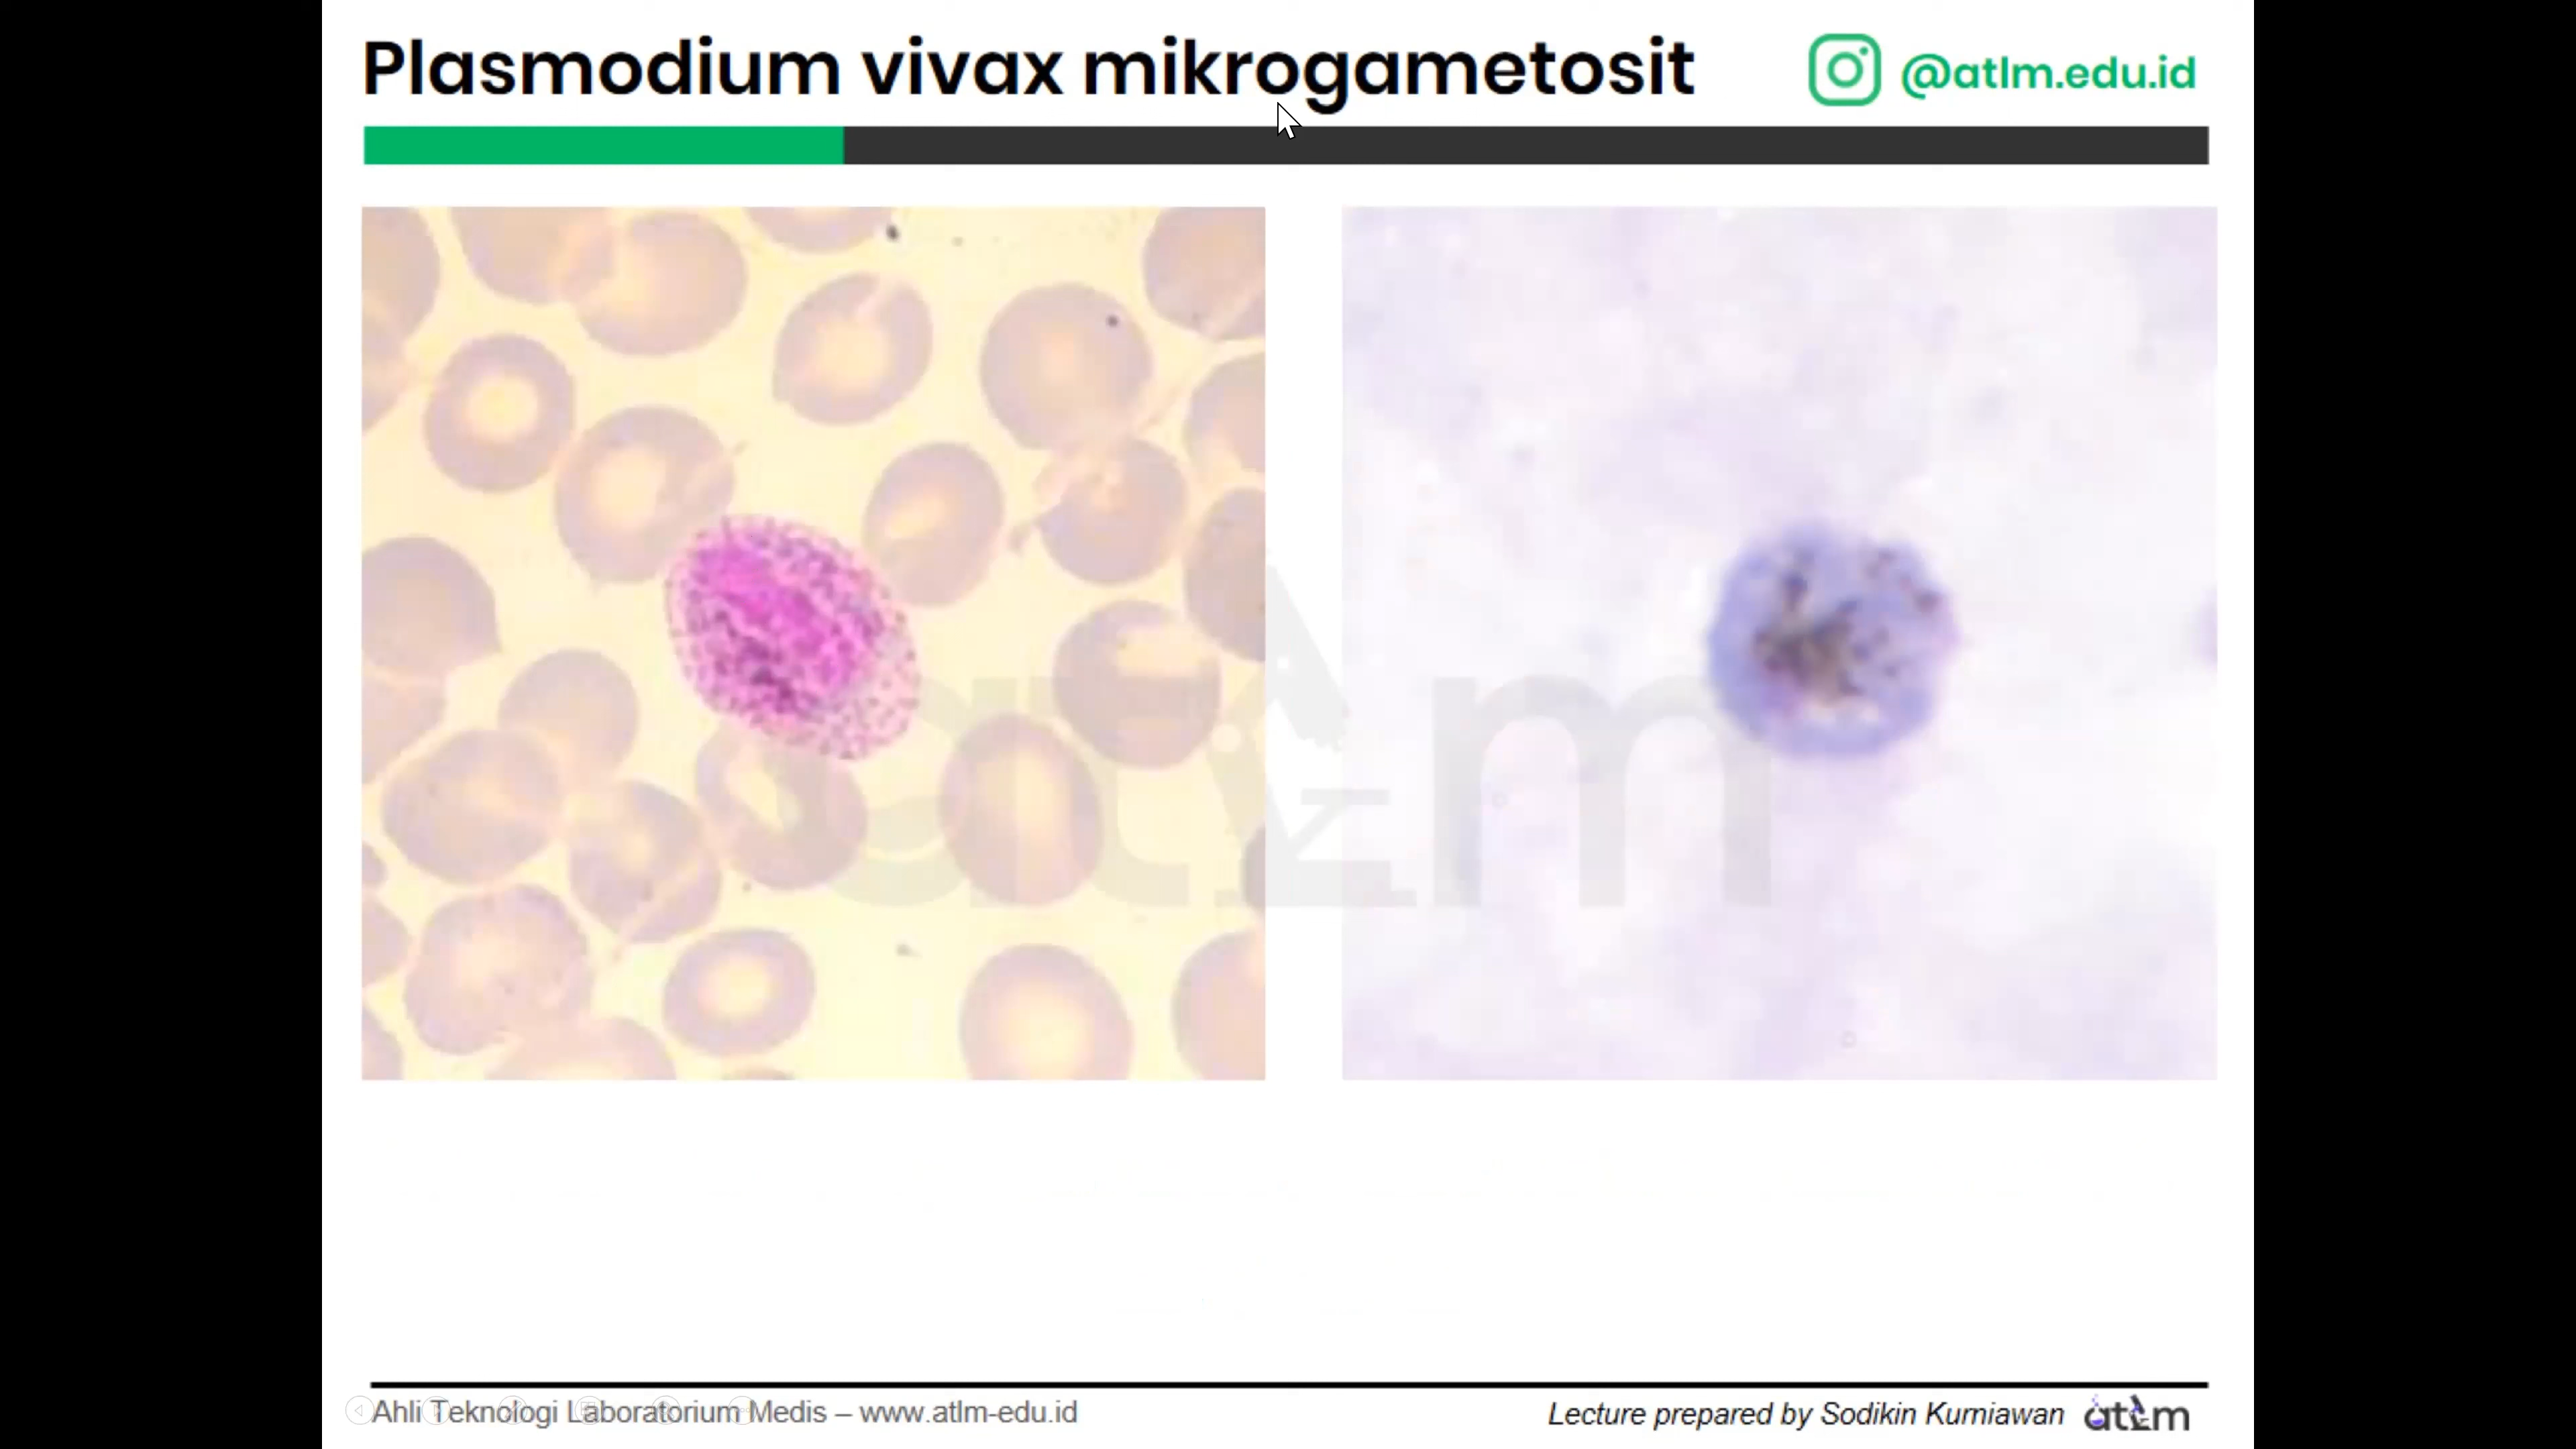 Plasmodium vivax mikrogametosit
@atlm.edu.id
atlm
Ahli Teknologi Laboratorium Medis – www.atlm-edu.id
Lecture prepared by Sodikin Kurniawan
atlm